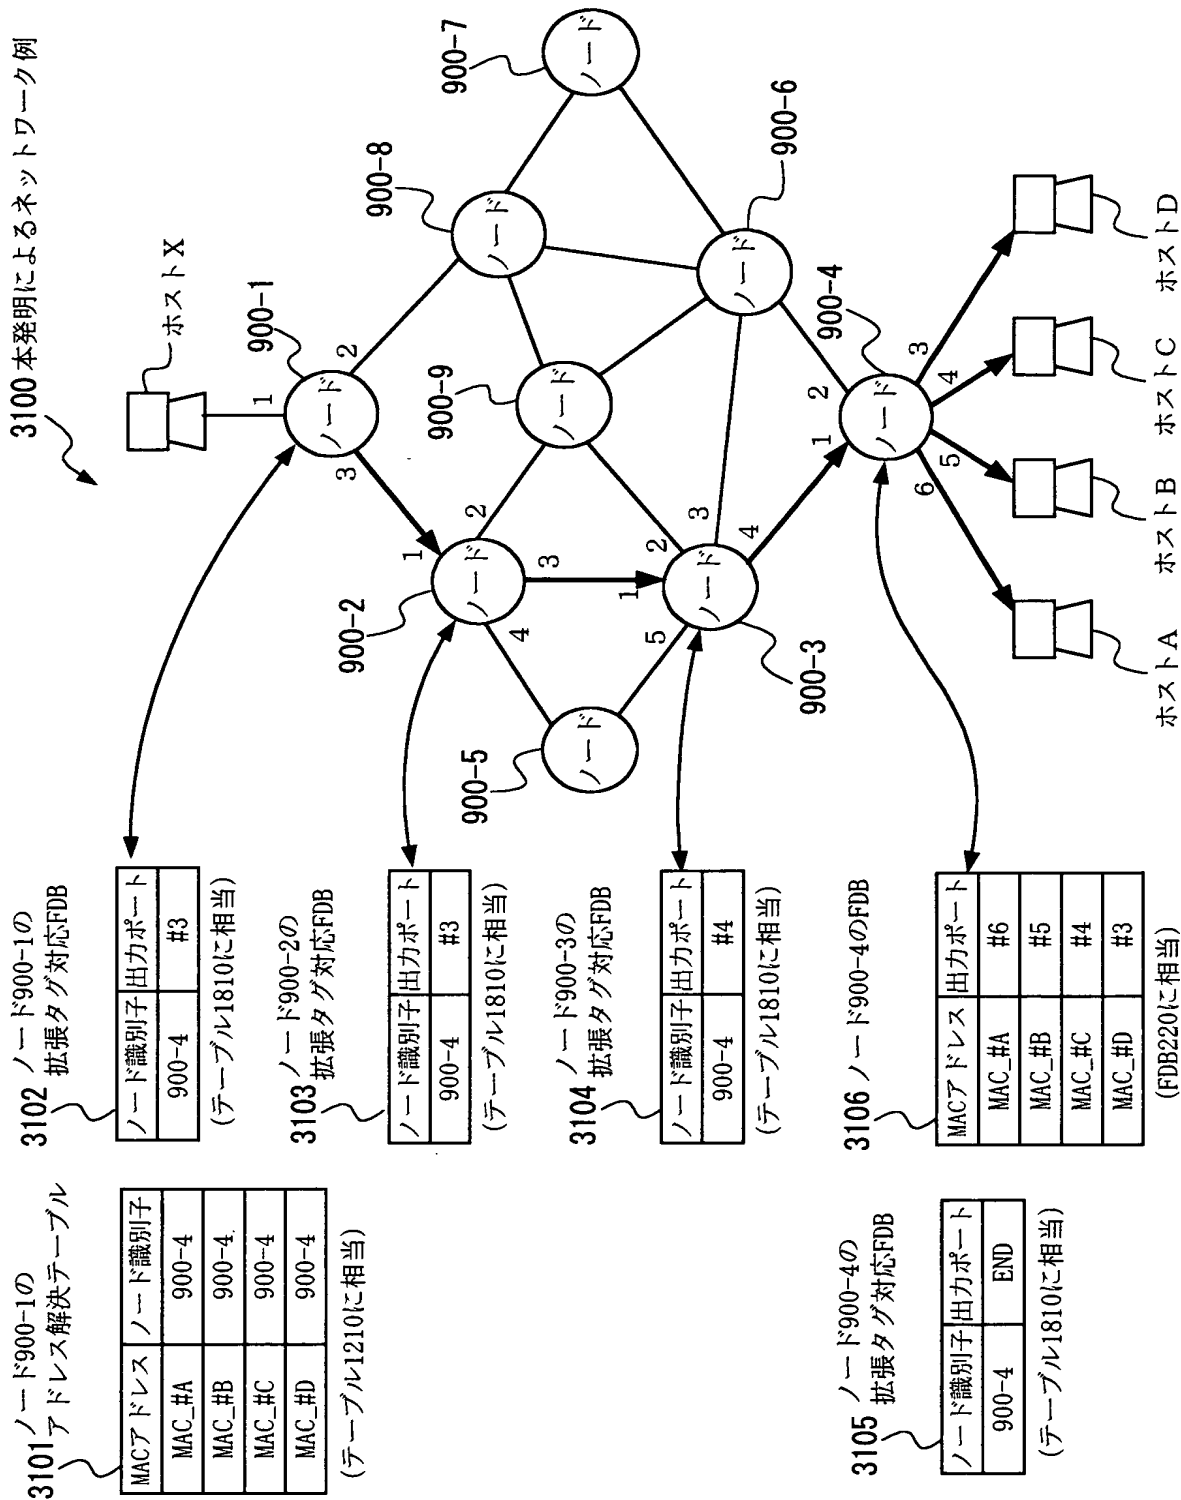 3100 本発明によるネットワーク例
3101 ノード900-1の
アドレス解決テーブル
MACアドレス ノード識別子
MAC_#A 900-4
MAC_#B 900-4
MAC_#C 900-4
MAC_#D 900-4
(テーブル1210に相当)
3102 ノード900-1の
拡張タグ対応FDB
ノード識別子 出力ポート
900-4 #3
(テーブル1810に相当)
3103 ノード900-2の
拡張タグ対応FDB
ノード識別子 出力ポート
900-4 #3
(テーブル1810に相当)
3104 ノード900-3の
拡張タグ対応FDB
ノード識別子 出力ポート
900-4 #4
(テーブル1810に相当)
3105 ノード900-4の
拡張タグ対応FDB
ノード識別子 出力ポート
900-4 END
(テーブル1810に相当)
3106 ノード900-4のFDB
MACアドレス 出力ポート
MAC_#A #6
MAC_#B #5
MAC_#C #4
MAC_#D #3
(FDB220に相当)
ホストX
900-1
ノード
1
2
3
900-2
ノード
1
2
3
4
900-5
ノード
900-9
ノード
900-8
ノード
900-7
ノード
900-6
ノード
900-3
ノード
1
2
3
4
5
900-4
ノード
1
2
3
4
5
6
ホストA
ホストB
ホストC
ホストD